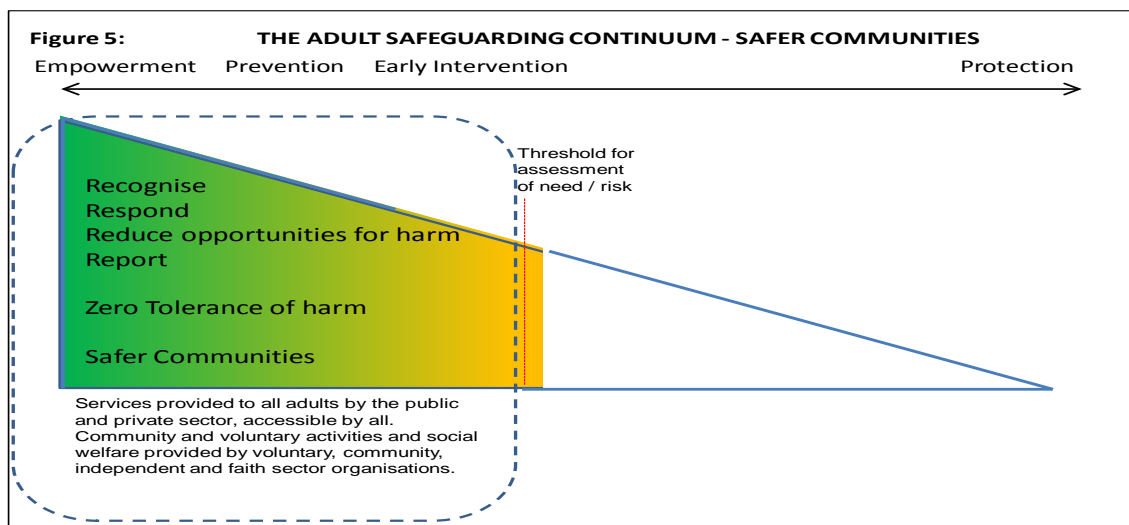 Figure 5: THE ADULT SAFEGUARDING CONTINUUM - SAFER COMMUNITIES
Empowerment Prevention Early Intervention Protection
Threshold for
assessment
of need / risk
Recognise
Respond
Reduce opportunities for harm
Report
Zero Tolerance of harm
Safer Communities
Services provided to all adults by the public
and private sector, accessible by all.
Community and voluntary activities and social
welfare provided by voluntary, community,
independent and faith sector organisations.